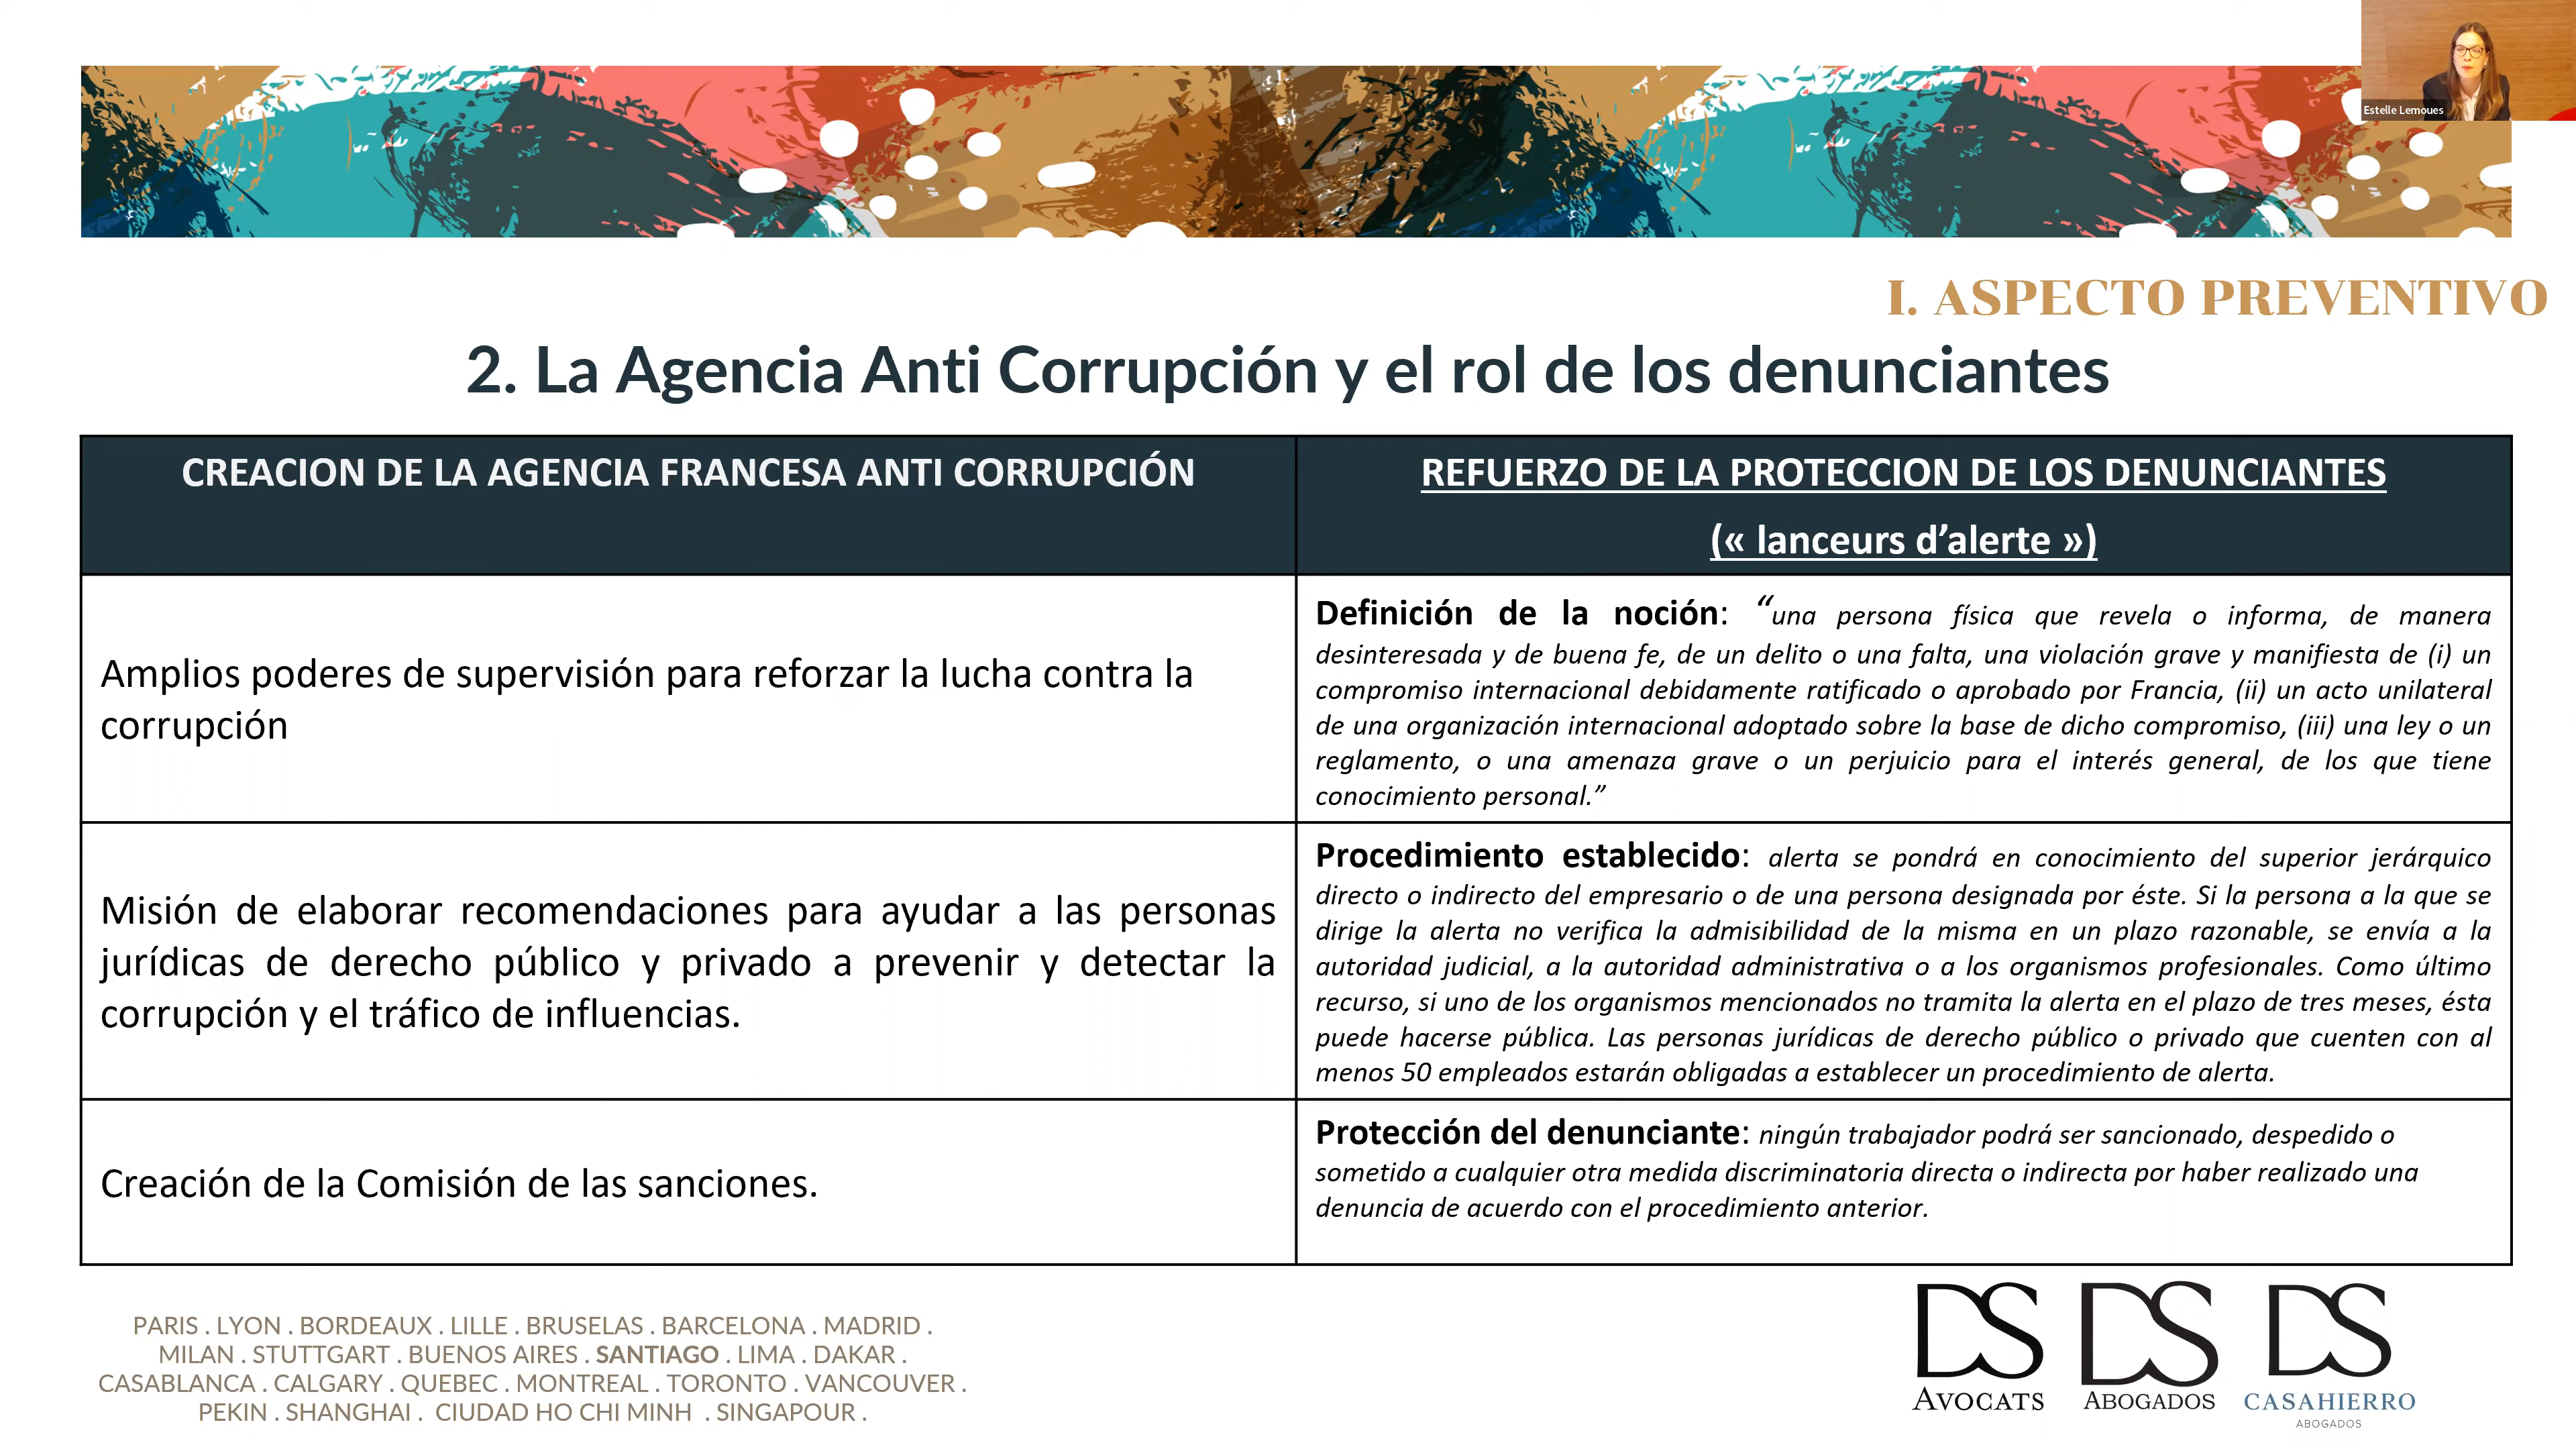 Estelle Lemoues
I. ASPECTO PREVENTIVO
2. La Agencia Anti Corrupción y el rol de los denunciantes
CREACION DE LA AGENCIA FRANCESA ANTI CORRUPCIÓN
REFUERZO DE LA PROTECCION DE LOS DENUNCIANTES
(« lanceurs d’alerte »)
Amplios poderes de supervisión para reforzar la lucha contra la
corrupción
Definición de la noción: “una persona física que revela o informa, de manera
desinteresada y de buena fe, de un delito o una falta, una violación grave y manifiesta de (i) un
compromiso internacional debidamente ratificado o aprobado por Francia, (ii) un acto unilateral
de una organización internacional adoptado sobre la base de dicho compromiso, (iii) una ley o un
reglamento, o una amenaza grave o un perjuicio para el interés general, de los que tiene
conocimiento personal.”
Misión de elaborar recomendaciones para ayudar a las personas
jurídicas de derecho público y privado a prevenir y detectar la
corrupción y el tráfico de influencias.
Procedimiento establecido: alerta se pondrá en conocimiento del superior jerárquico
directo o indirecto del empresario o de una persona designada por éste. Si la persona a la que se
dirige la alerta no verifica la admisibilidad de la misma en un plazo razonable, se envía a la
autoridad judicial, a la autoridad administrativa o a los organismos profesionales. Como último
recurso, si uno de los organismos mencionados no tramita la alerta en el plazo de tres meses, ésta
puede hacerse pública. Las personas jurídicas de derecho público o privado que cuenten con al
menos 50 empleados estarán obligadas a establecer un procedimiento de alerta.
Creación de la Comisión de las sanciones.
Protección del denunciante: ningún trabajador podrá ser sancionado, despedido o
sometido a cualquier otra medida discriminatoria directa o indirecta por haber realizado una
denuncia de acuerdo con el procedimiento anterior.
PARIS . LYON . BORDEAUX . LILLE . BRUSELAS . BARCELONA . MADRID .
MILAN . STUTTGART . BUENOS AIRES . SANTIAGO . LIMA . DAKAR .
CASABLANCA . CALGARY . QUEBEC . MONTREAL . TORONTO . VANCOUVER .
PEKIN . SHANGHAI . CIUDAD HO CHI MINH . SINGAPOUR .
DS
AVOCATS
DS
ABOGADOS
DS
CASAHIERRO
ABOGADOS